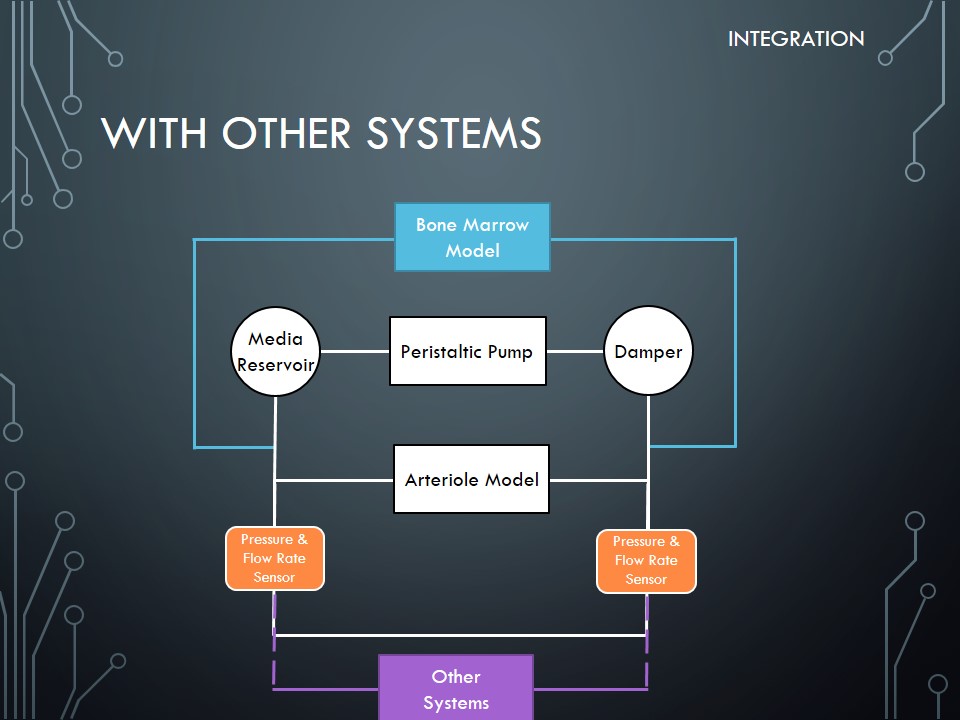 INTEGRATION
WITH OTHER SYSTEMS
Bone Marrow
Model
Media
Reservoir
Peristaltic Pump
Damper
Arteriole Model
Pressure &
Flow Rate
Sensor
Pressure &
Flow Rate
Sensor
Other
Systems